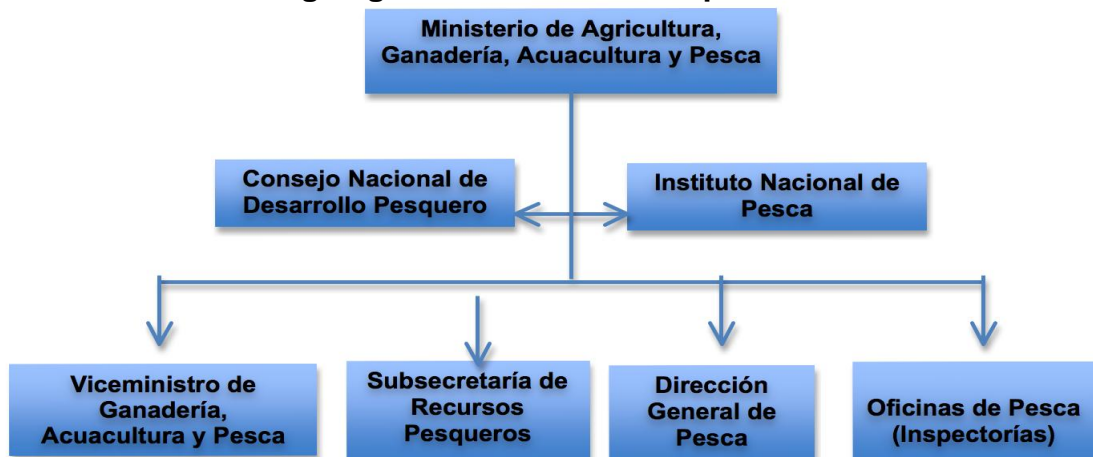 Ministerio de Agricultura,
Ganadería, Acuacultura y Pesca
Consejo Nacional de
Desarrollo Pesquero
Instituto Nacional de
Pesca
Viceministro de
Ganadería,
Acuacultura y Pesca
Subsecretaría de
Recursos
Pesqueros
Dirección
General de
Pesca
Oficinas de Pesca
(Inspectorías)